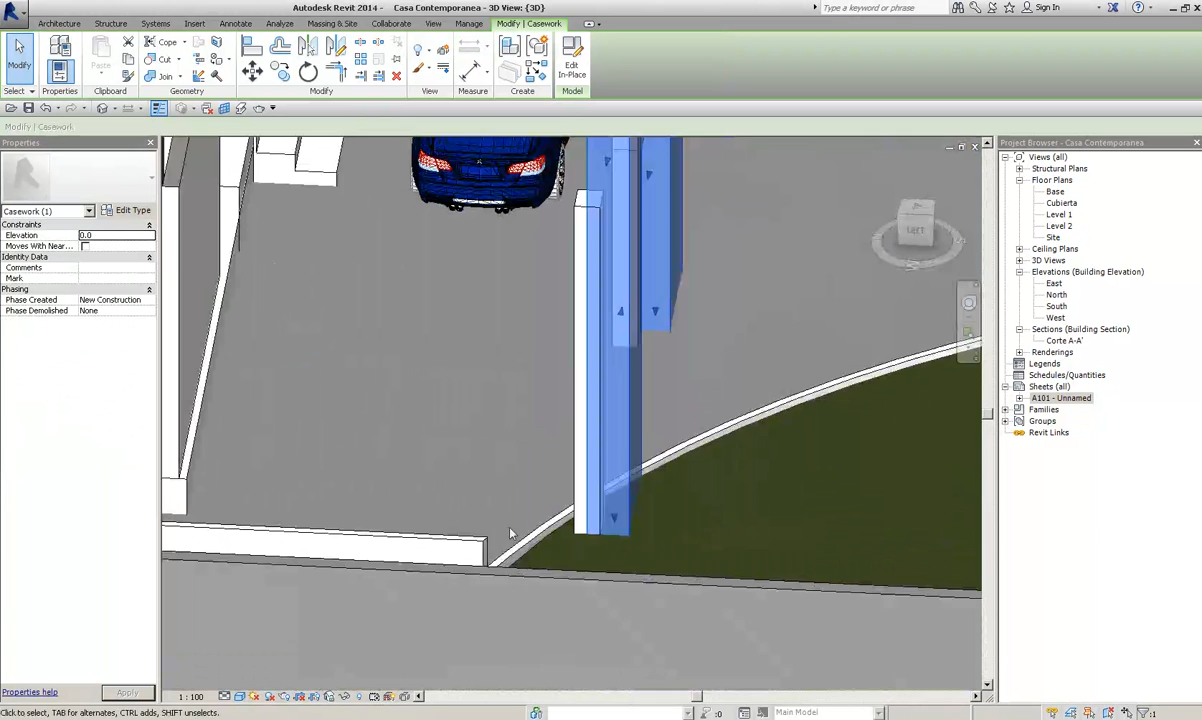 Autodesk Revit 2014 - Casa Contemporanea - 3D View: {3D}
Type a keyword or phrase
Sign In
Architecture Structure Systems Insert Annotate Analyze Massing & Site Collaborate View Manage Modify | Casework
Modify
Properties
Paste
Cope
Cut
Join
Edit In-Place
Select Properties Clipboard Geometry Modify View Measure Create Model
Modify | Casework
Properties
Casework (1)
Edit Type
Constraints
Elevation 0.0
Moves With Near...
Identity Data
Comments
Mark
Phasing
Phase Created New Construction
Phase Demolished None
Properties help
Apply
LEFT
Project Browser - Casa Contemporanea
Views (all)
Structural Plans
Floor Plans
Base
Cubierta
Level 1
Level 2
Site
Ceiling Plans
3D Views
Elevations (Building Elevation)
East
North
South
West
Sections (Building Section)
Corte A-A'
Renderings
Legends
Schedules/Quantities
Sheets (all)
A101 - Unnamed
Families
Groups
Revit Links
1 : 100
Click to select, TAB for alternates, CTRL adds, SHIFT unselects.
:0
Main Model
:1